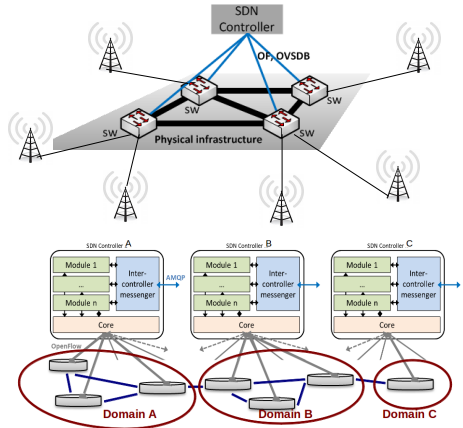 SDN
Controller
OF, OVSDB
SW
SW
SW
SW
Physical infrastructure
SDN Controller A
Module 1
...
Module n
Inter-
controller
messenger
Core
AMQP
SDN Controller B
Module 1
...
Module n
Inter-
controller
messenger
Core
SDN Controller C
Module 1
...
Module n
Inter-
controller
messenger
Core
OpenFlow
Domain A
Domain B
Domain C